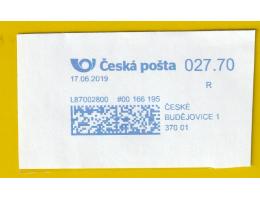 Česká pošta 027.70
17.06.2019
R
L87002800 #00 166 195
ČESKÉ
BUDĚJOVICE 1
370 01